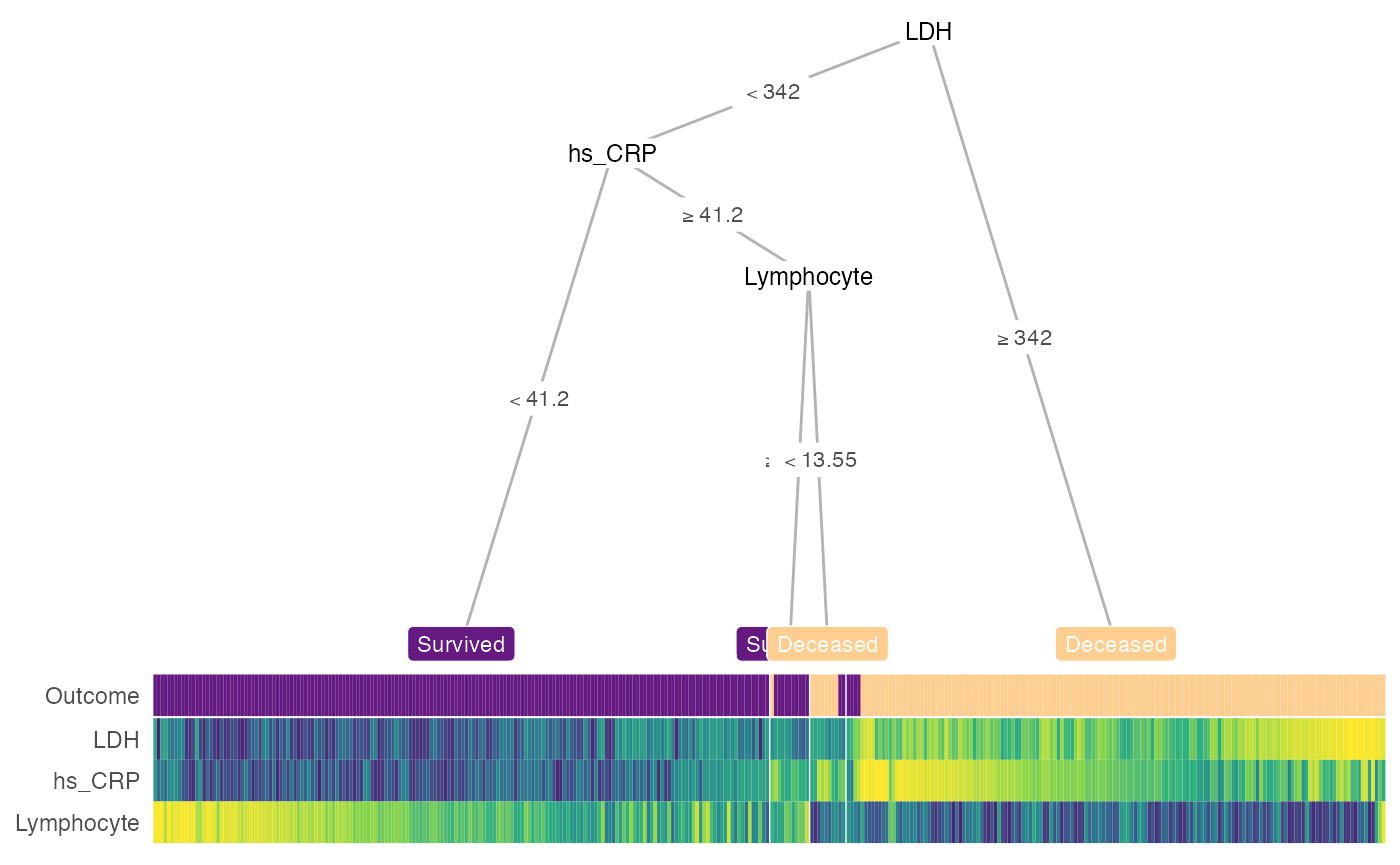 LDH
< 342
hs_CRP
≥ 41.2
Lymphocyte
≥ 342
< 41.2
≥ < 13.55
Survived
Su
Deceased
Deceased
Outcome
LDH
hs_CRP
Lymphocyte